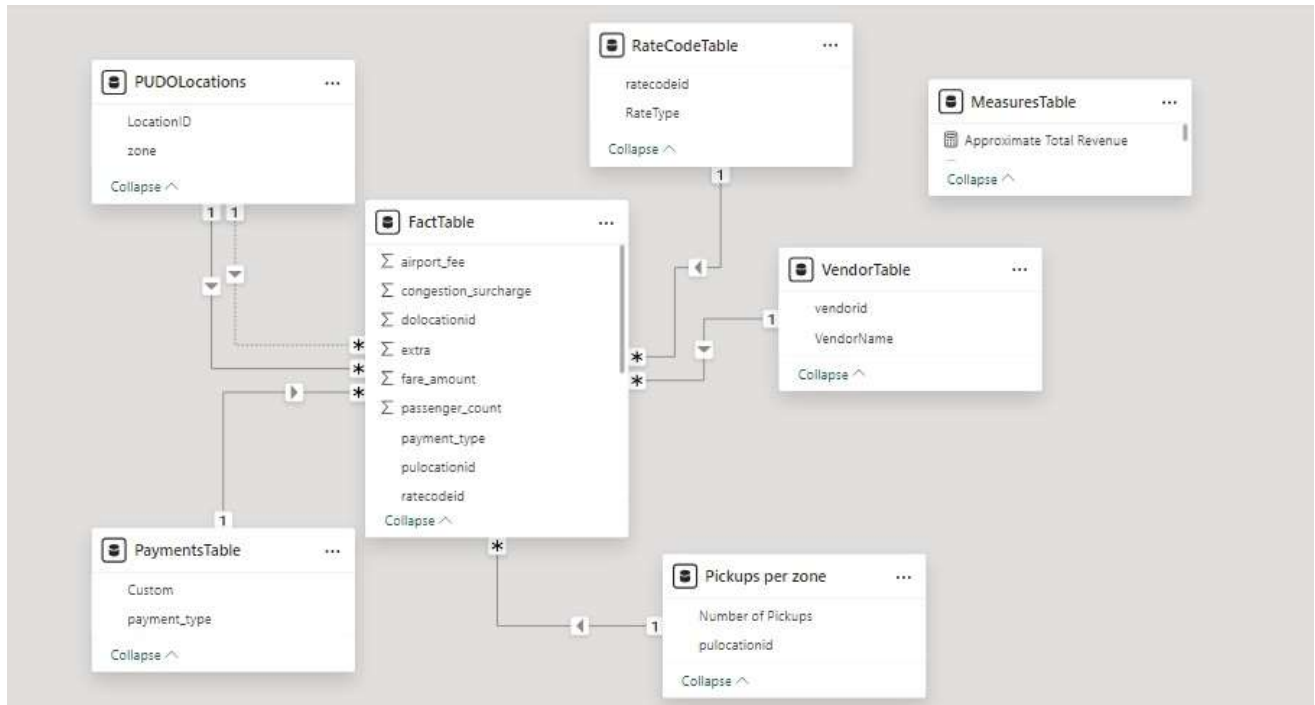 PUDOLocations ...
LocationID
zone
Collapse
1 1
RateCodeTable ...
ratecodeid
RateType
Collapse
1
MeasuresTable ...
Approximate Total Revenue
Collapse
FactTable ...
Σ airport_fee
Σ congestion_surcharge
Σ dolocationid
Σ extra
Σ fare_amount
Σ passenger_count
payment_type
pulocationid
ratecodeid
Collapse
*
*
*
*
*
*
VendorTable ...
1
vendorid
VendorName
Collapse
1
PaymentsTable ...
Custom
payment_type
Collapse
Pickups per zone ...
Number of Pickups
1
pulocationid
Collapse